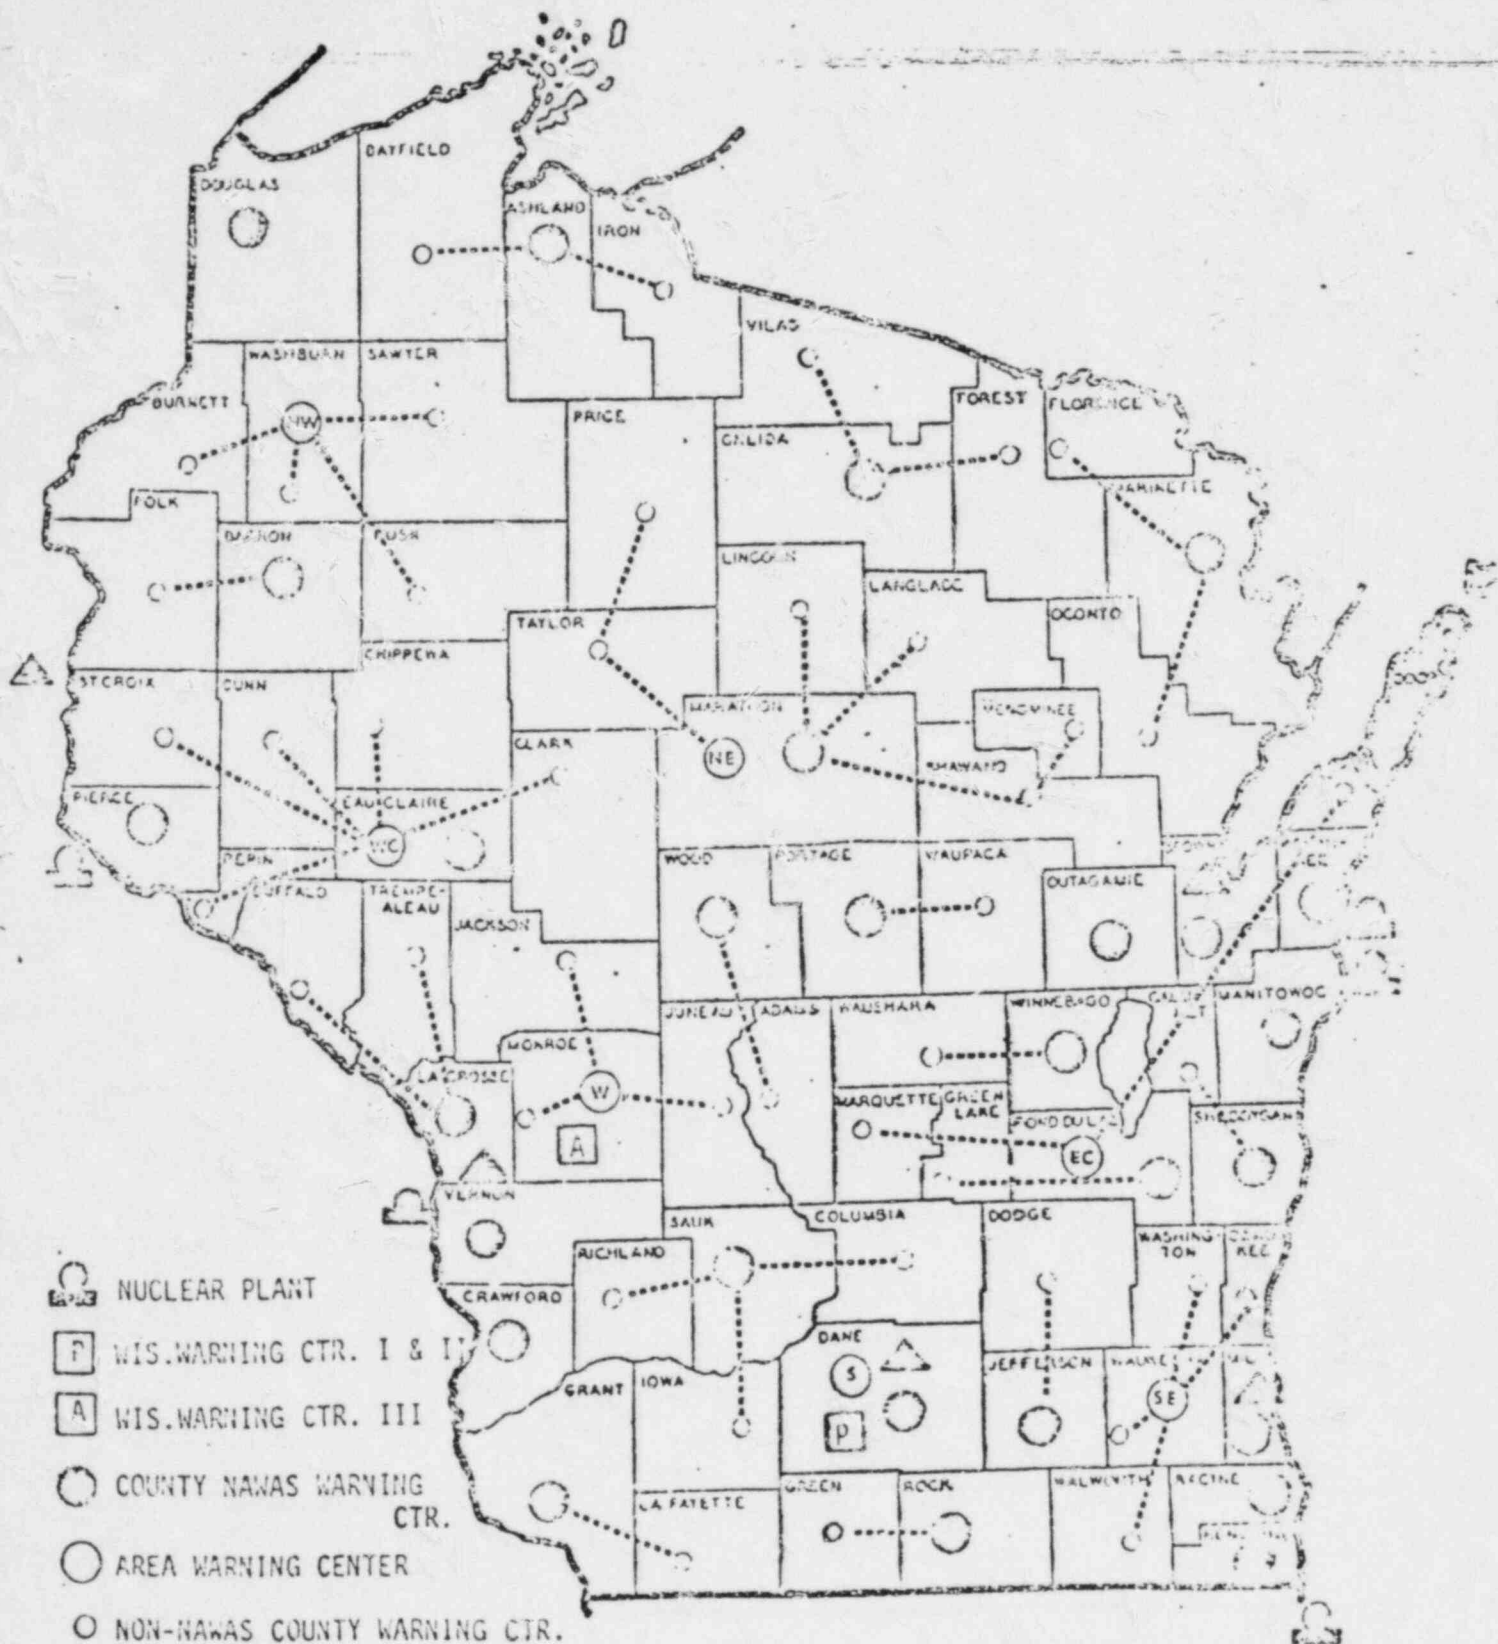 BAYFIELD
DOUGLAS
ASHLAND
IRON
VILAS
WASHBURN
SAWYER
BURNETT
NW
PRICE
FOREST
FLORENCE
ONEIDA
MARINETTE
POLK
BARRON
RUSK
LINCOLN
LANGLADE
TAYLOR
OCONTO
CHIPPEWA
ST CROIX
DUNN
MARATHON
MENOMINEE
CLARK
NE
SHAWANO
PIERCE
EAU CLAIRE
WC
PEPIN
WOOD
PORTAGE
WAUPACA
BUFFALO
TREMPE-
ALEAU
OUTAGAMIE
JACKSON
JUNEAU
ADAMS
WAUSHARA
WINNEBAGO
MANITOWOC
MONROE
LA CROSSE
W
MARQUETTE
GREEN
LAKE
FOND DU LAC
SHEBOYGAN
A
EC
VERNON
SAUK
COLUMBIA
DODGE
WASHING-
TON
RICHLAND
CRAWFORD
DANE
S
P
JEFFERSON
SE
GRANT
IOWA
LA FAYETTE
GREEN
ROCK
WALWORTH
RACINE
NUCLEAR PLANT
P WIS.WARNING CTR. I & II
A WIS.WARNING CTR. III
COUNTY NAWAS WARNING
CTR.
AREA WARNING CENTER
NON-NAWAS COUNTY WARNING CTR.